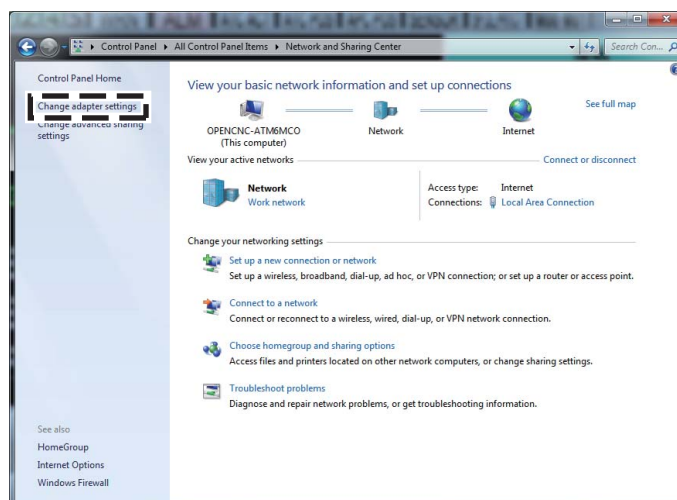 Control Panel ▸ All Control Panel Items ▸ Network and Sharing Center
Search Con...
Control Panel Home
Change adapter settings
Change advanced sharing
settings
View your basic network information and set up connections
See full map
OPENCNC-ATM6MCO
(This computer)
Network
Internet
View your active networks
Connect or disconnect
Network
Work network
Access type: Internet
Connections: Local Area Connection
Change your networking settings
Set up a new connection or network
Set up a wireless, broadband, dial-up, ad hoc, or VPN connection; or set up a router or access point.
Connect to a network
Connect or reconnect to a wireless, wired, dial-up, or VPN network connection.
Choose homegroup and sharing options
Access files and printers located on other network computers, or change sharing settings.
Troubleshoot problems
Diagnose and repair network problems, or get troubleshooting information.
See also
HomeGroup
Internet Options
Windows Firewall